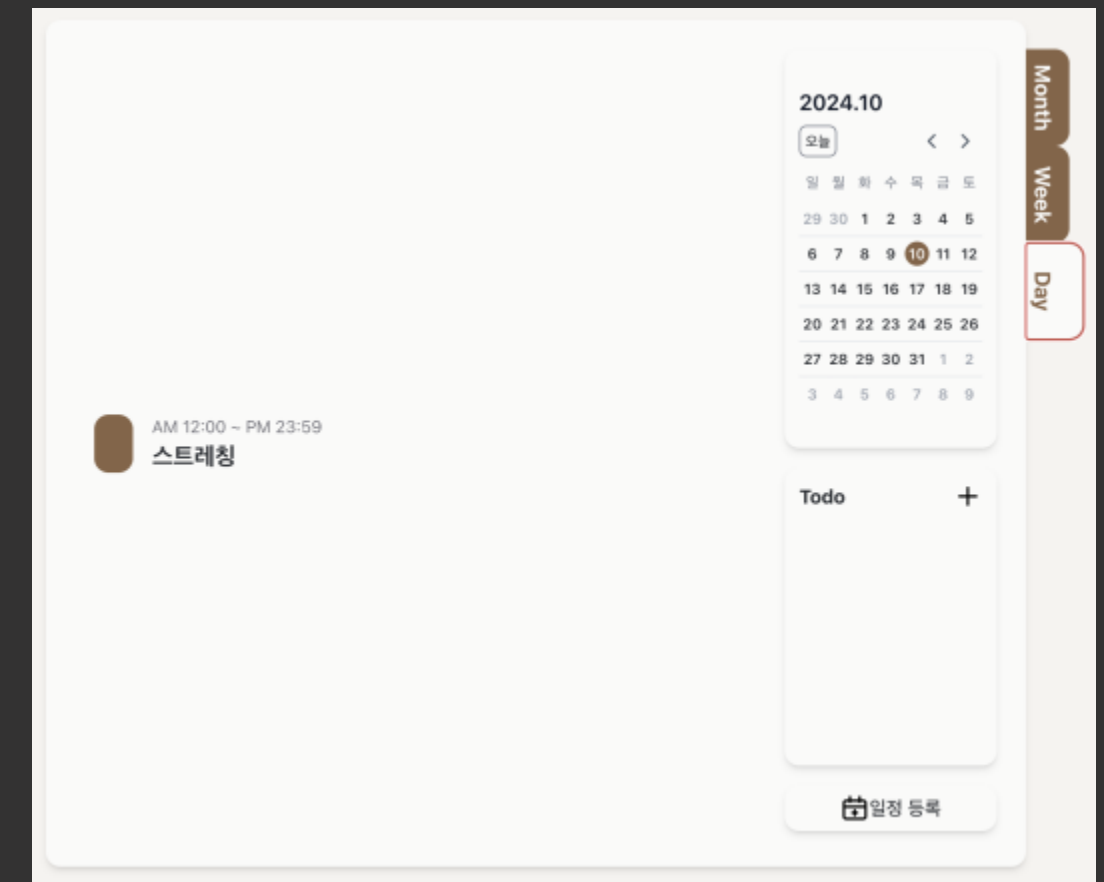 AM 12:00 ~ PM 23:59
스트레칭
2024.10
오늘
일 월 화 수 목 금 토
29 30 1 2 3 4 5
6 7 8 9 10 11 12
13 14 15 16 17 18 19
20 21 22 23 24 25 26
27 28 29 30 31 1 2
3 4 5 6 7 8 9
Todo
일정 등록
Month
Week
Day